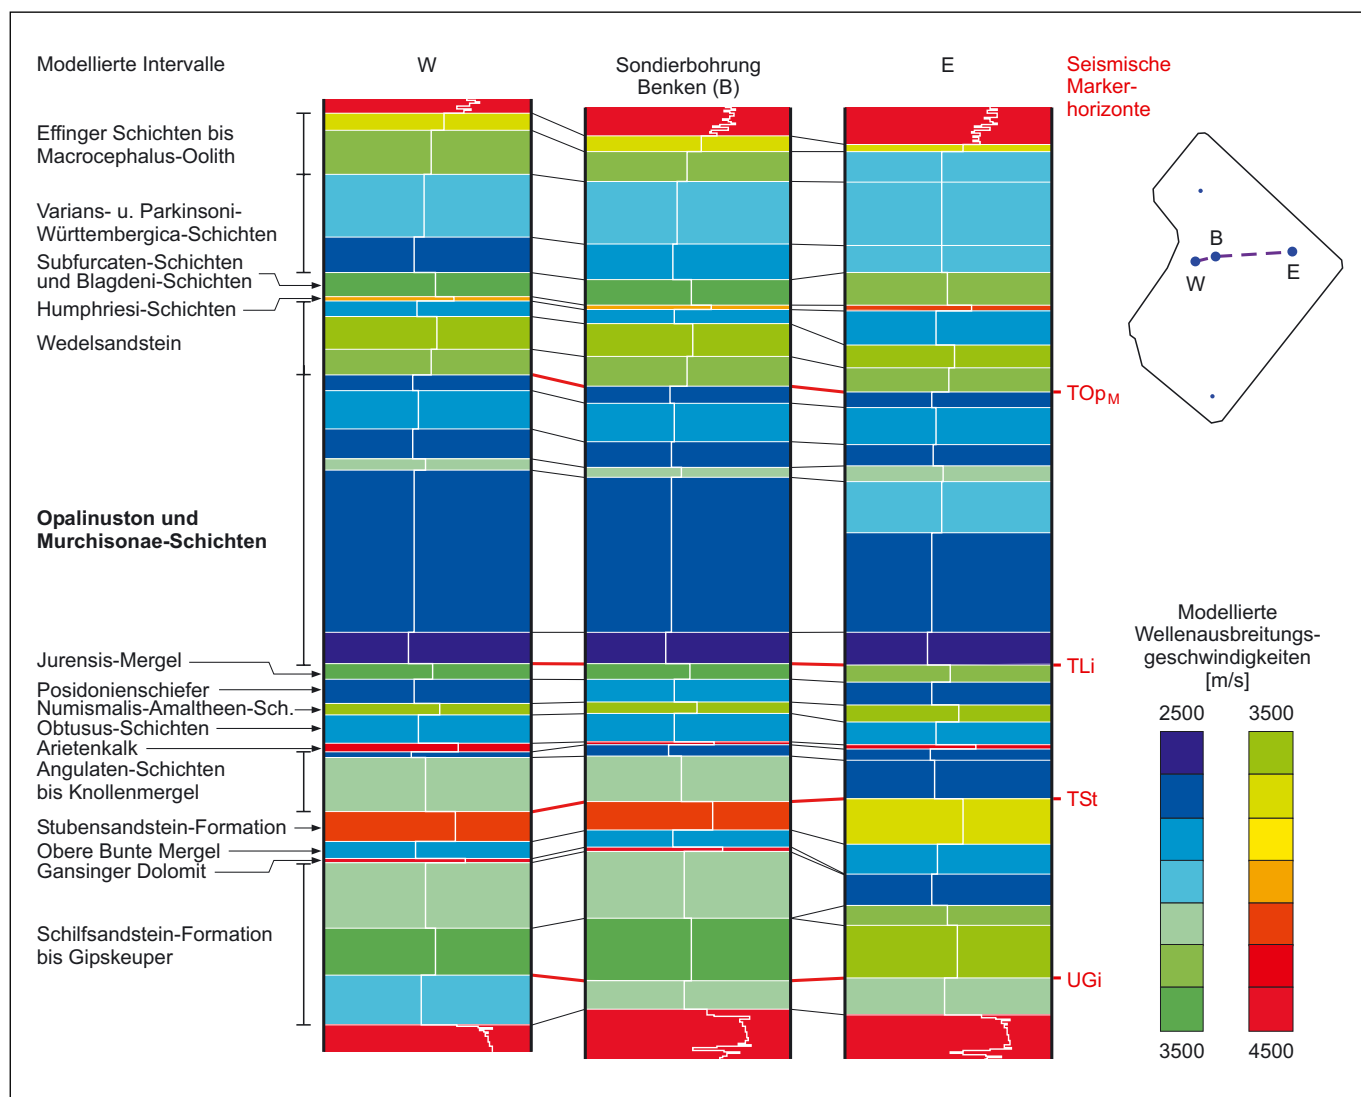 Modellierte Intervalle
W
Sondierbohrung
Benken (B)
E
Seismische
Marker-
horizonte
Effinger Schichten bis
Macrocephalus-Oolith
Varians- u. Parkinsoni-
Württembergica-Schichten
Subfurcaten-Schichten
und Blagdeni-Schichten
Humphriesi-Schichten
Wedelsandstein
Opalinuston und
Murchisonae-Schichten
Jurensis-Mergel
Posidonienschiefer
Numismalis-Amaltheen-Sch.
Obtusus-Schichten
Arietenkalk
Angulaten-Schichten
bis Knollenmergel
Stubensandstein-Formation
Obere Bunte Mergel
Gansinger Dolomit
Schilfsandstein-Formation
bis Gipskeuper
TOpM
TLi
TSt
UGi
B
W
E
Modellierte
Wellenausbreitungs-
geschwindigkeiten
[m/s]
2500 3500
3500 4500